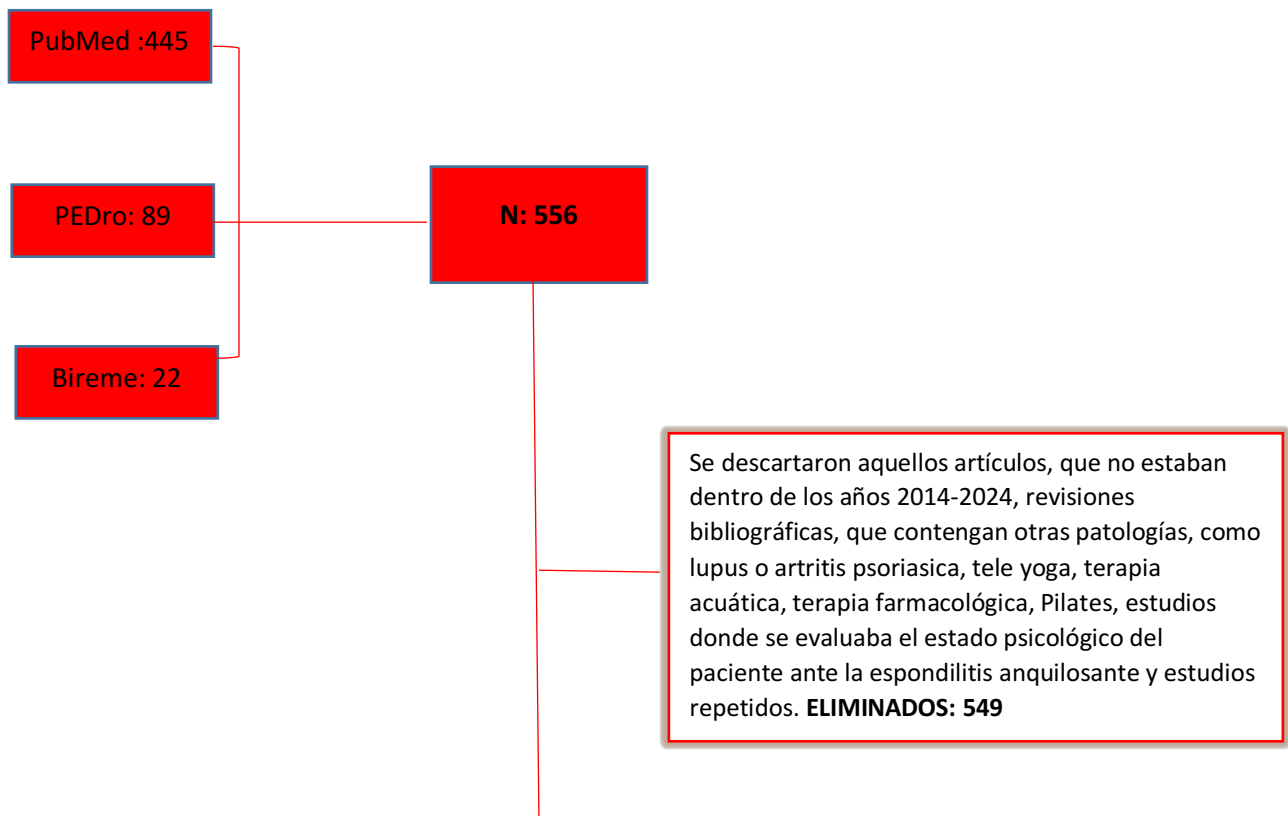 PubMed :445
PEDro: 89
N: 556
Bireme: 22
Se descartaron aquellos artículos, que no estaban
dentro de los años 2014-2024, revisiones
bibliográficas, que contengan otras patologías, como
lupus o artritis psoriasica, tele yoga, terapia
acuática, terapia farmacológica, Pilates, estudios
donde se evaluaba el estado psicológico del
paciente ante la espondilitis anquilosante y estudios
repetidos. ELIMINADOS: 549